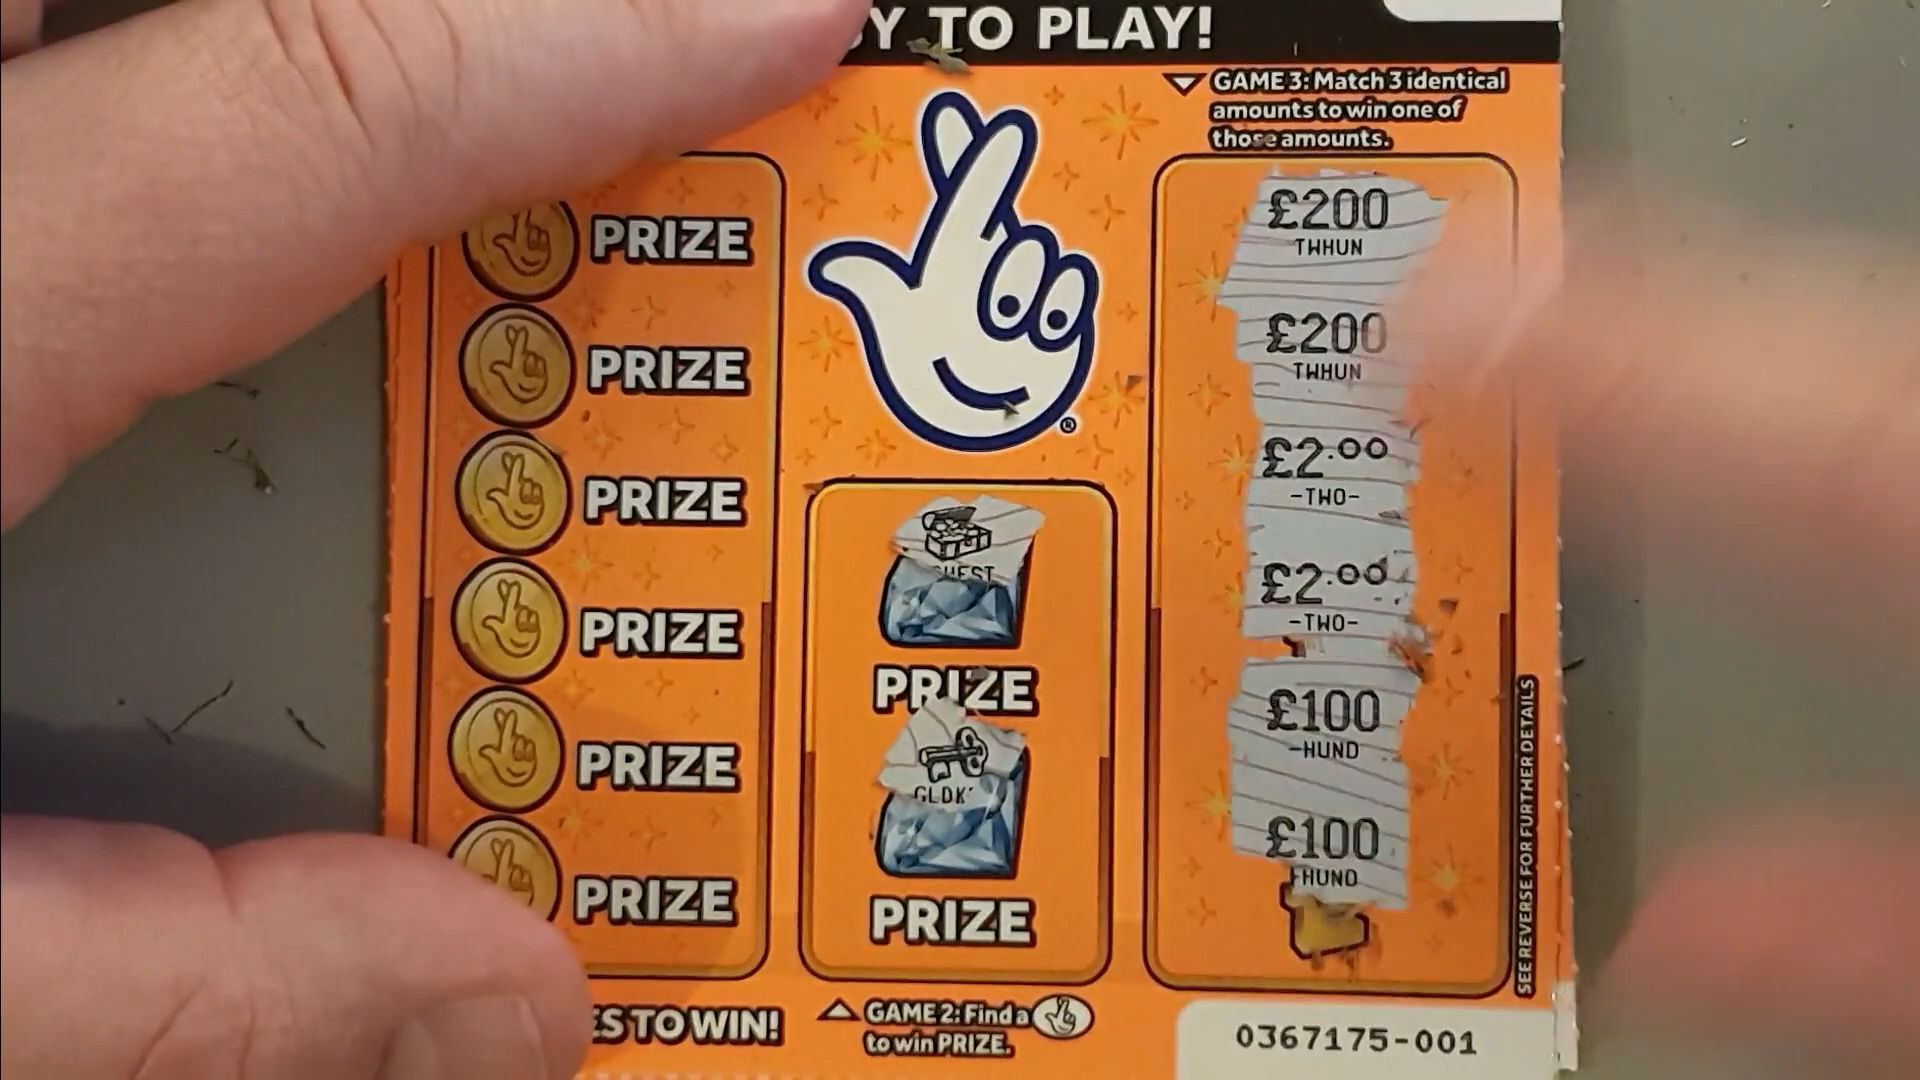 TO PLAY!
GAME 3: Match 3 identical
amounts to win one of
those amounts.
PRIZE
PRIZE
PRIZE
PRIZE
PRIZE
PRIZE
®
PRIZE
PRIZE
£200
TWHUN
£200
TWHUN
£2.00
-TWO-
£2.00
-TWO-
£100
-HUND
£100
HUND
SEE REVERSE FOR FURTHER DETAILS
TO WIN!
GAME 2: Find a
to win PRIZE.
0367175-001